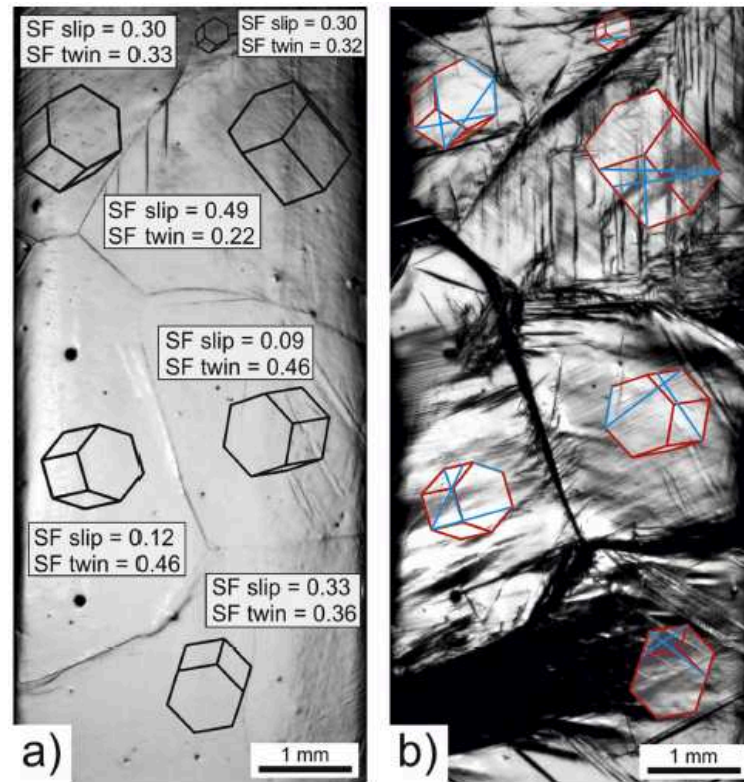 SF slip = 0.30
SF twin = 0.33
SF slip = 0.30
SF twin = 0.32
SF slip = 0.49
SF twin = 0.22
SF slip = 0.09
SF twin = 0.46
SF slip = 0.12
SF twin = 0.46
SF slip = 0.33
SF twin = 0.36
a)
1 mm
b)
1 mm